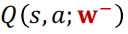 Q(s, a; w⁻)